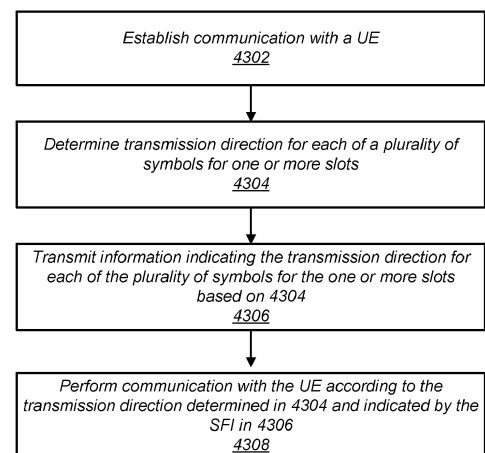 Establish communication with a UE
4302
Determine transmission direction for each of a plurality of
symbols for one or more slots
4304
Transmit information indicating the transmission direction for
each of the plurality of symbols for the one or more slots
based on 4304
4306
Perform communication with the UE according to the
transmission direction determined in 4304 and indicated by the
SFI in 4306
4308